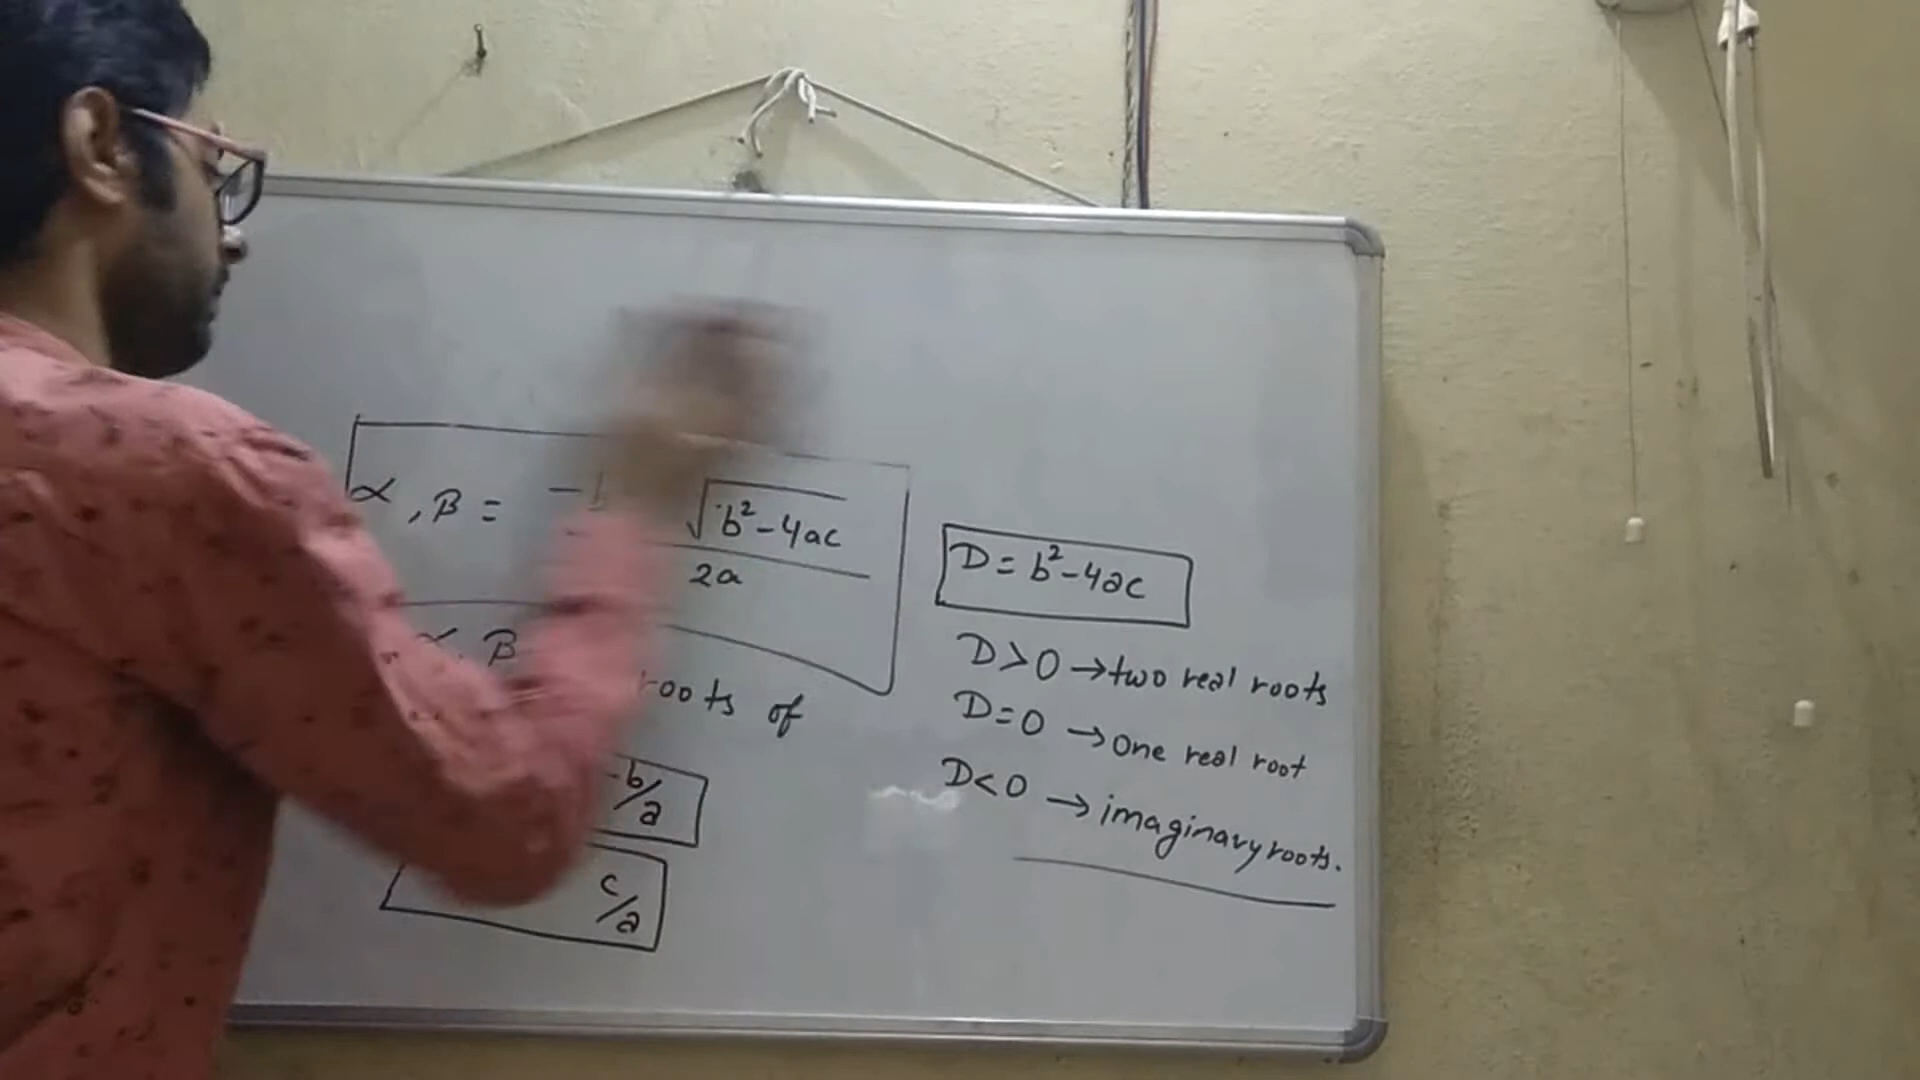 α, β = -b √b²-4ac
2a
α, β
roots of
-b/a
c/a
D = b²-4ac
D>0 →two real roots
D=0 →One real root
D<0 → imaginary roots.